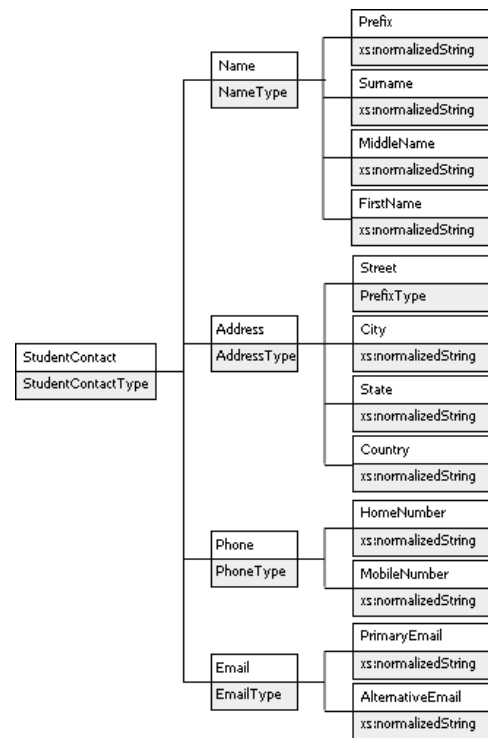 StudentContact
StudentContactType
Name
NameType
Prefix
xs:normalizedString
Surname
xs:normalizedString
MiddleName
xs:normalizedString
FirstName
xs:normalizedString
Address
AddressType
Street
PrefixType
City
xs:normalizedString
State
xs:normalizedString
Country
xs:normalizedString
Phone
PhoneType
HomeNumber
xs:normalizedString
MobileNumber
xs:normalizedString
Email
EmailType
PrimaryEmail
xs:normalizedString
AlternativeEmail
xs:normalizedString